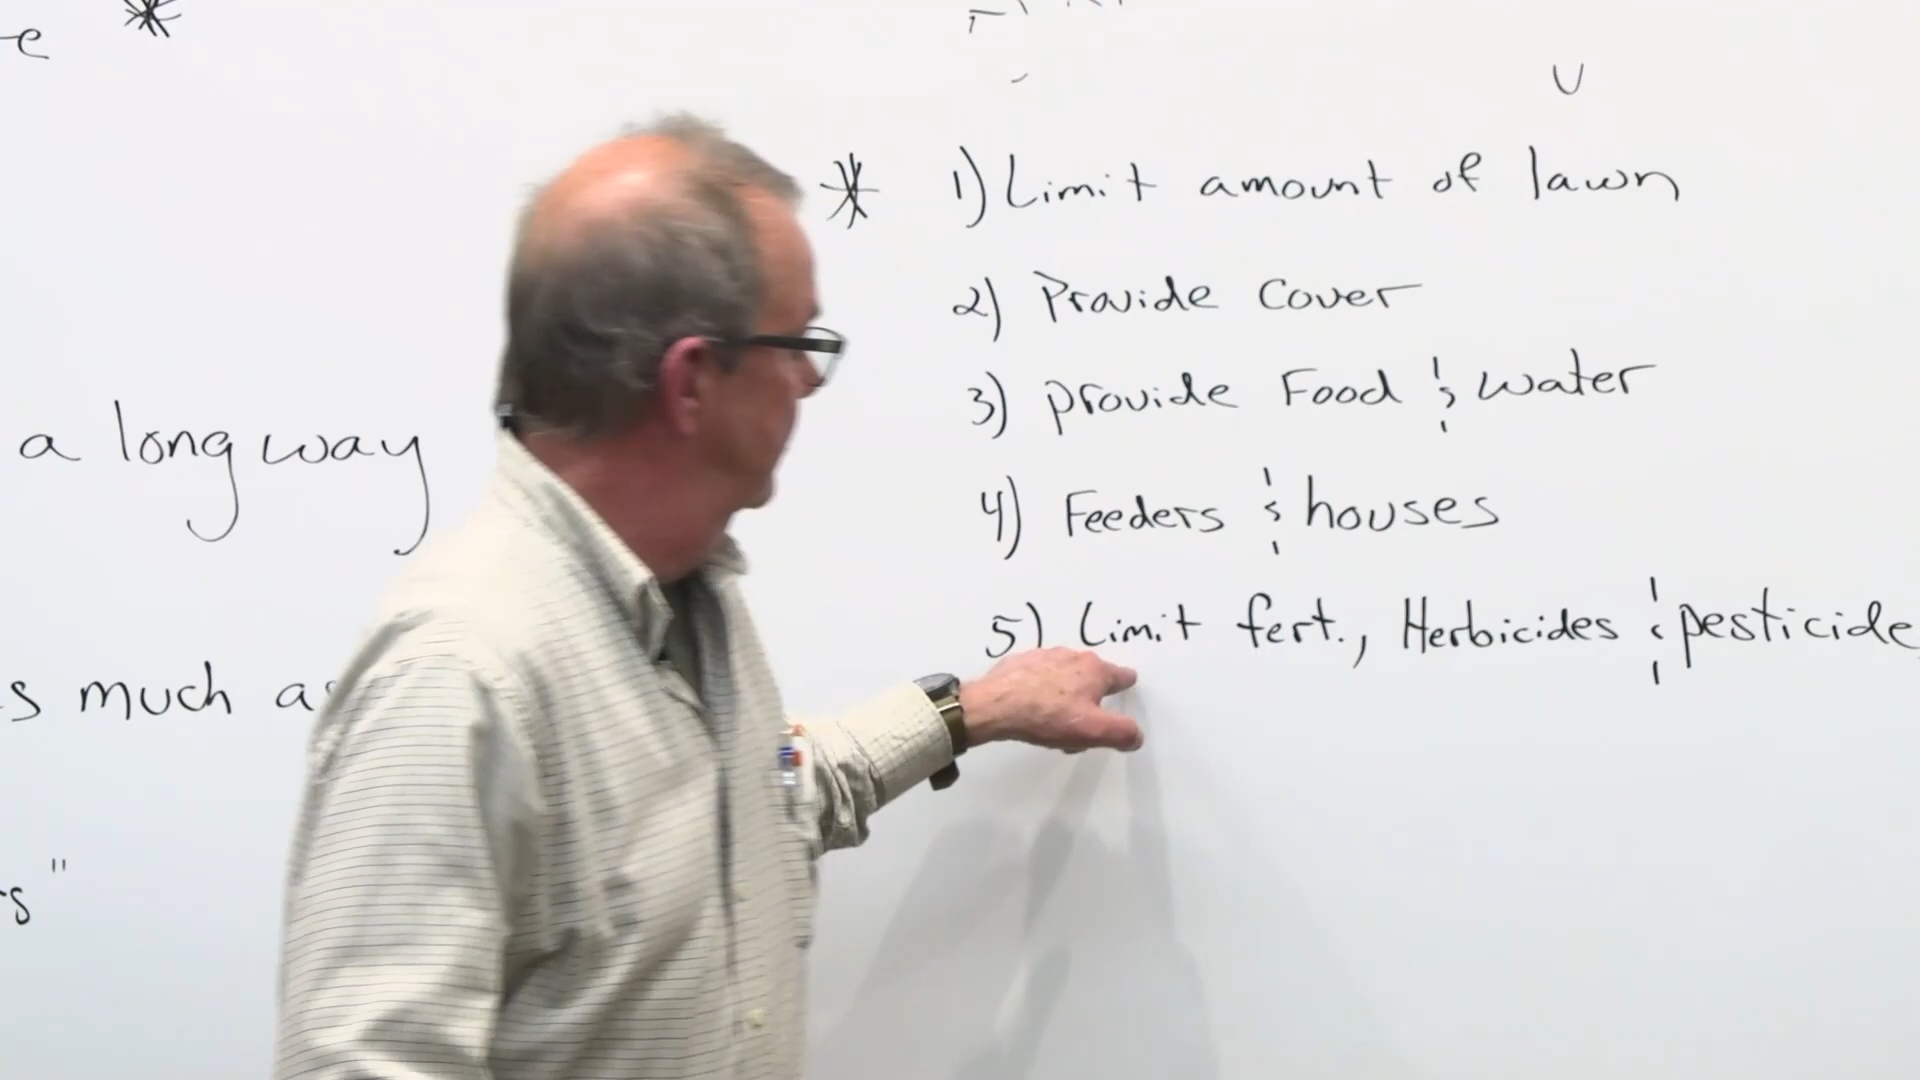 *
a long way
much
"
* 1) Limit amount of lawn
2) Provide Cover
3) provide Food & water
4) Feeders & houses
5) Limit fert., Herbicides & pesticide